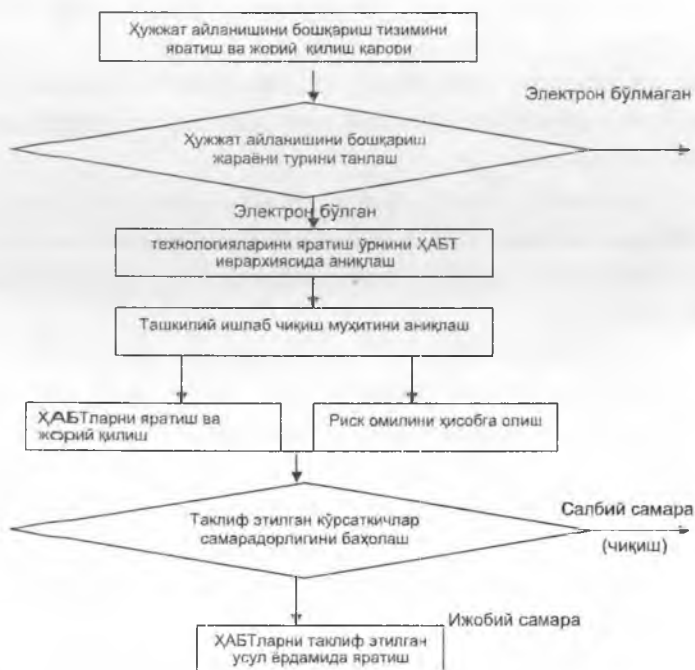 Ҳужжат айланишини бошқариш тизимини
яратиш ва жорий қилиш қарори
Электрон бўлмаган
Ҳужжат айланишини бошқариш
жараёни турини танлаш
Электрон бўлган
технологияларини яратиш ўрнини ҲАБТ
иерархиясида аниқлаш
Ташкилий ишлаб чиқиш муҳитини аниқлаш
ҲАБТларни яратиш ва
жорий қилиш
Риск омилини ҳисобга олиш
Таклиф этилган кўрсаткичлар
самарадорлигини баҳолаш
Салбий самара
(чиқиш)
Ижобий самара
ҲАБТларни таклиф этилган
усул ёрдамида яратиш